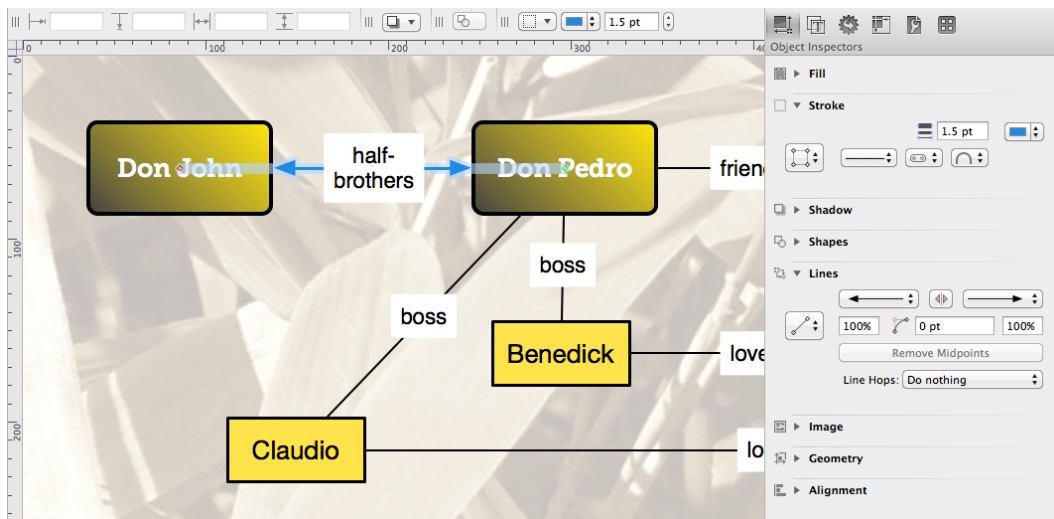 1.5 pt
Object Inspectors
0
100
200
300
0
100
200
Don John
half-
brothers
Don Pedro
frien
boss
boss
Benedick
love
Claudio
lo
Fill
Stroke
1.5 pt
Shadow
Shapes
Lines
100%
0 pt
100%
Remove Midpoints
Line Hops: Do nothing
Image
Geometry
Alignment